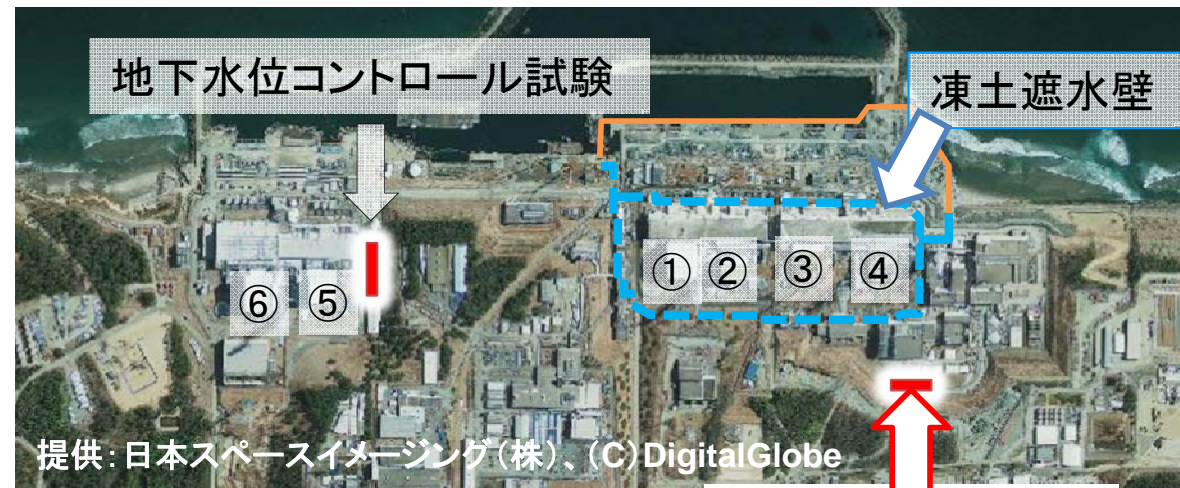 地下水位コントロール試験
凍土遮水壁
① ② ③ ④
⑥ ⑤
提供：日本スペースイメージング（株）、（C）DigitalGlobe